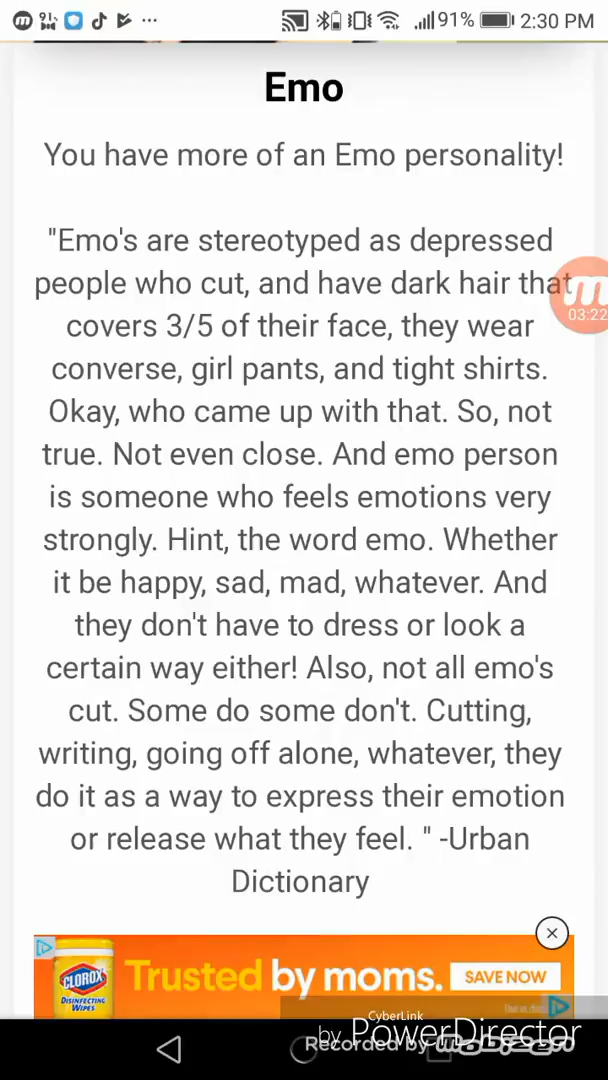 91% 2:30 PM
Emo
You have more of an Emo personality!
"Emo's are stereotyped as depressed
people who cut, and have dark hair that
covers 3/5 of their face, they wear
03:22
converse, girl pants, and tight shirts.
Okay, who came up with that. So, not
true. Not even close. And emo person
is someone who feels emotions very
strongly. Hint, the word emo. Whether
it be happy, sad, mad, whatever. And
they don't have to dress or look a
certain way either! Also, not all emo's
cut. Some do some don't. Cutting,
writing, going off alone, whatever, they
do it as a way to express their emotion
or release what they feel. " -Urban
Dictionary
CLOROX
DISINFECTING
WIPES
Trusted by moms.
SAVE NOW
CyberLink
by PowerDirector
Recorded by